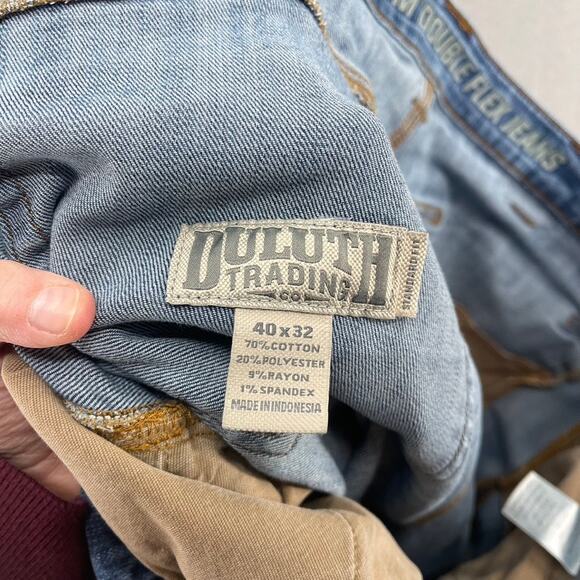 M DOUBLE FLEX JEANS
DULUTH
TRADING
CO
STANDARD FIT
40 x 32
70% COTTON
20% POLYESTER
9% RAYON
1% SPANDEX
MADE IN INDONESIA